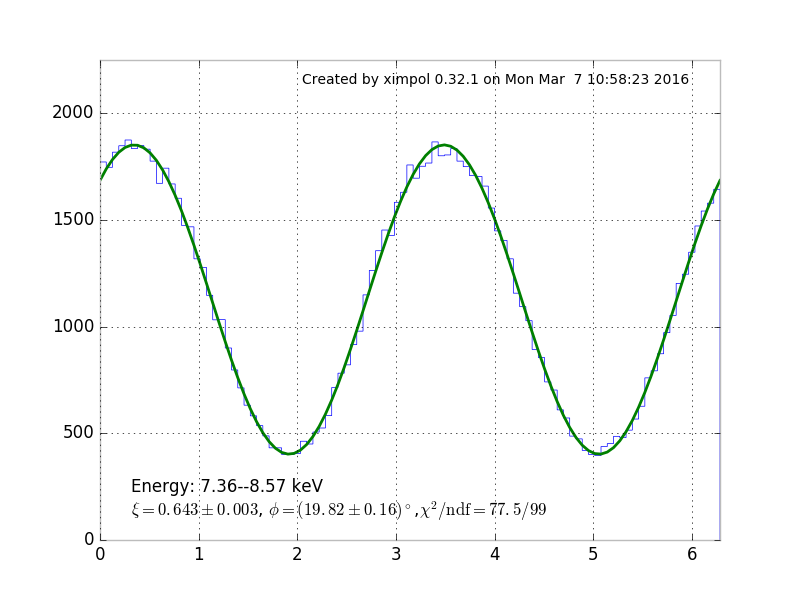 Created by ximpol 0.32.1 on Mon Mar  7 10:58:23 2016
2000
1500
1000
500
0
Energy: 7.36--8.57 keV
ξ = 0.643 ± 0.003, ϕ = (19.82 ± 0.16)°, χ²/ndf = 77.5/99
0 1 2 3 4 5 6